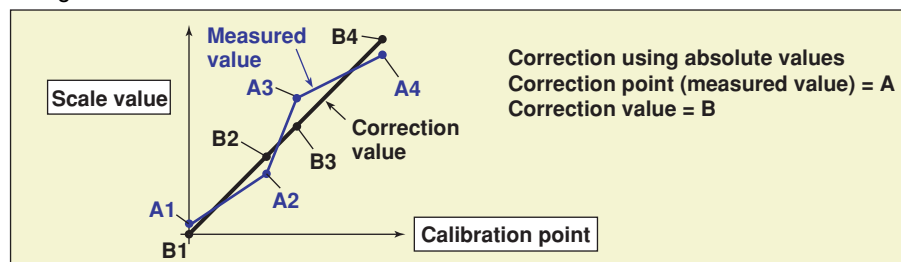 Measured
value
B4
A3
A4
Scale value
B2
Correction
value
B3
A2
A1
B1
Calibration point
Correction using absolute values
Correction point (measured value) = A
Correction value = B